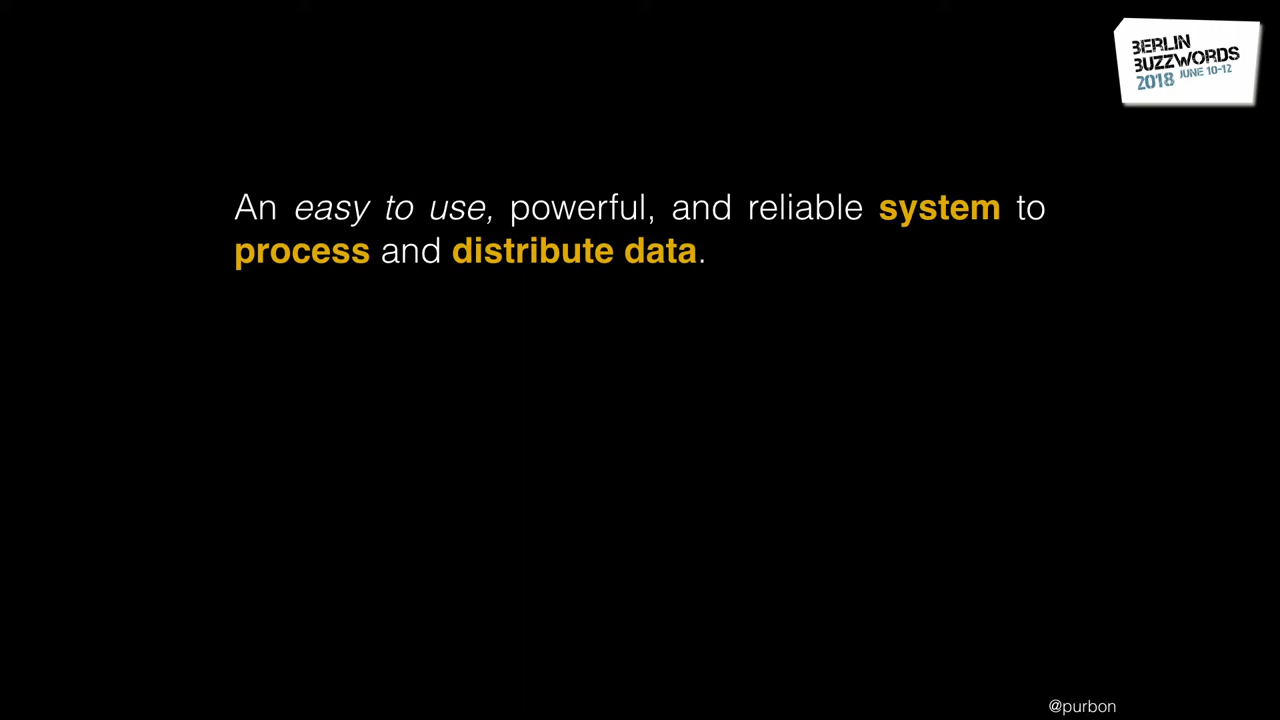 BERLIN
BUZZWORDS
2018 JUNE 10-12
An easy to use, powerful, and reliable system to
process and distribute data.
@purbon